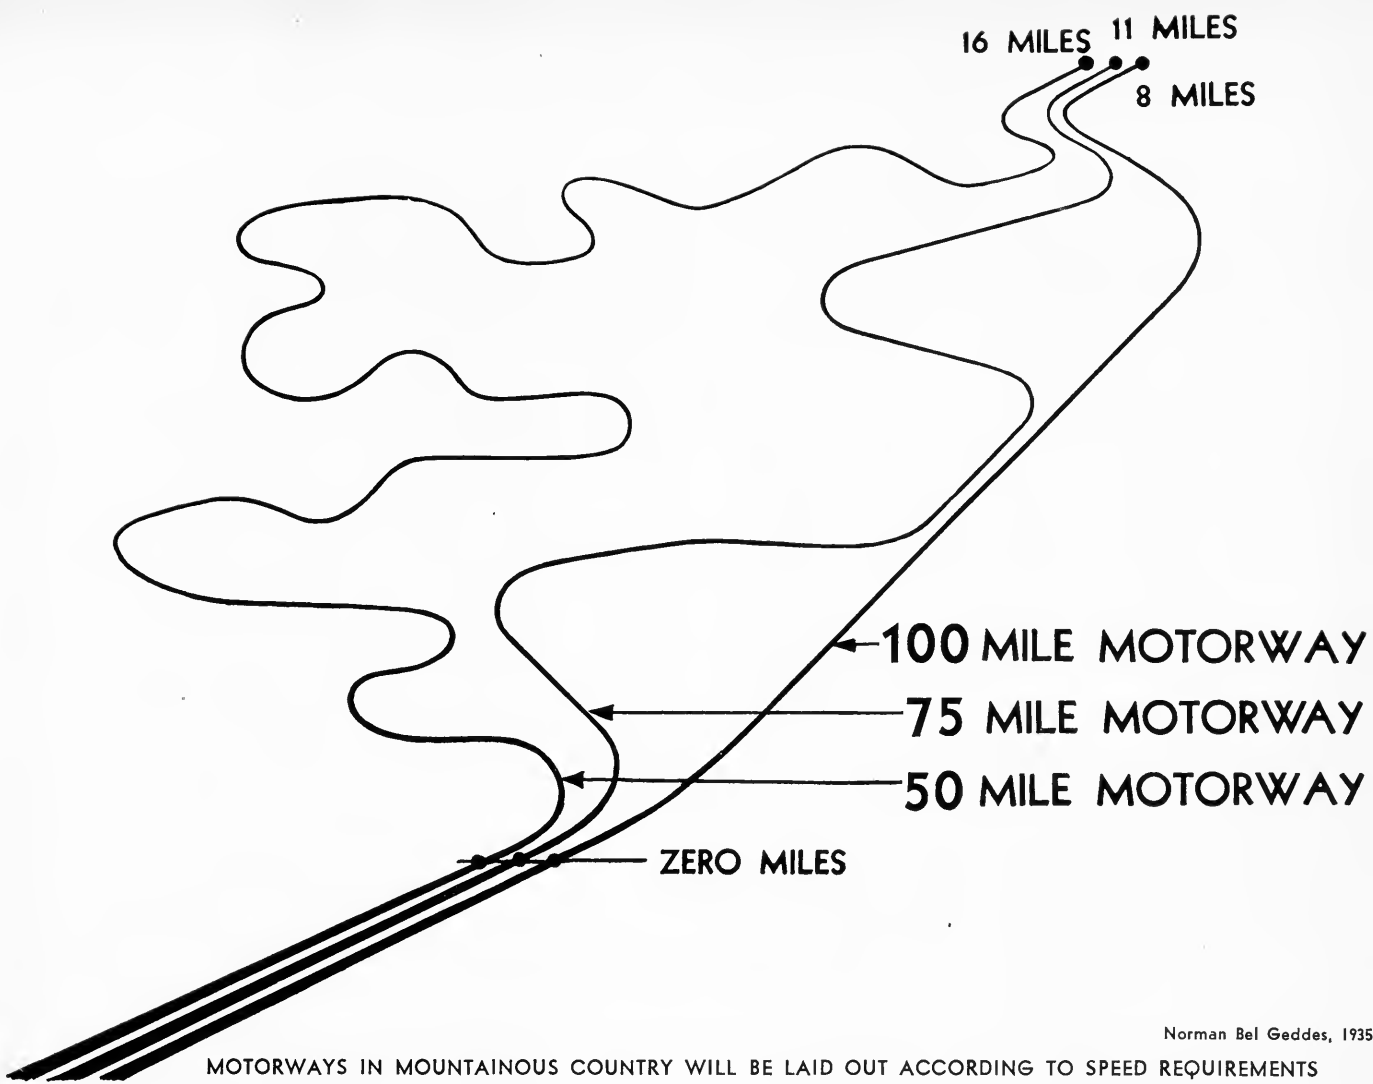 16 MILES
11 MILES
8 MILES
100 MILE MOTORWAY
75 MILE MOTORWAY
50 MILE MOTORWAY
ZERO MILES
Norman Bel Geddes, 1935
MOTORWAYS IN MOUNTAINOUS COUNTRY WILL BE LAID OUT ACCORDING TO SPEED REQUIREMENTS